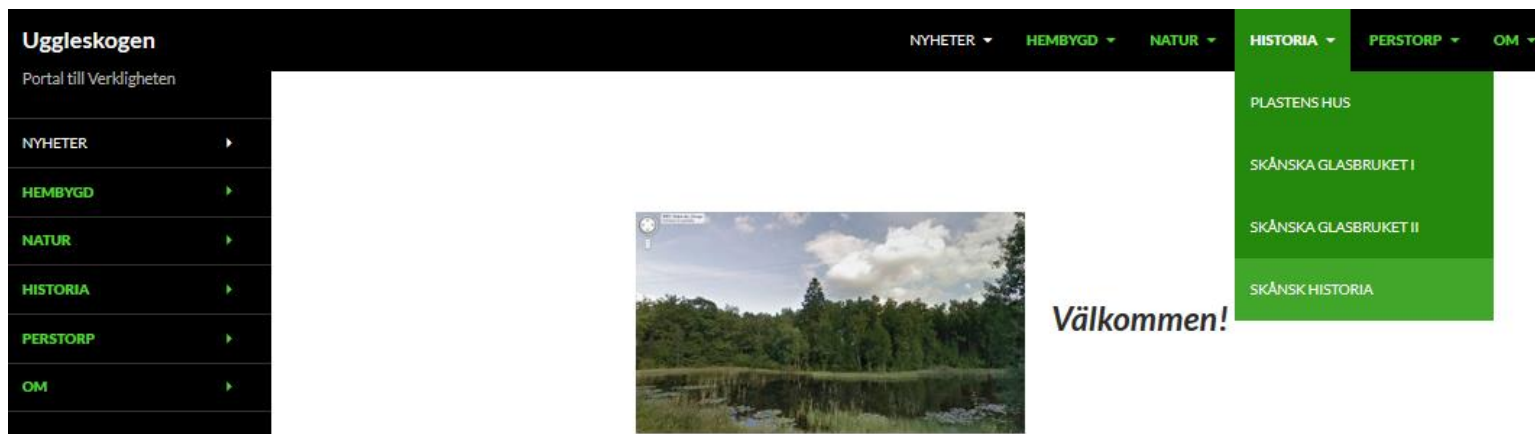 Uggleskogen
Portal till Verkligheten
NYHETER HEMBYGD NATUR HISTORIA PERSTORP OM
PLASTENS HUS
SKÅNSKA GLASBRUKET I
SKÅNSKA GLASBRUKET II
SKÅNSK HISTORIA
NYHETER
HEMBYGD
NATUR
HISTORIA
PERSTORP
OM
Välkommen!